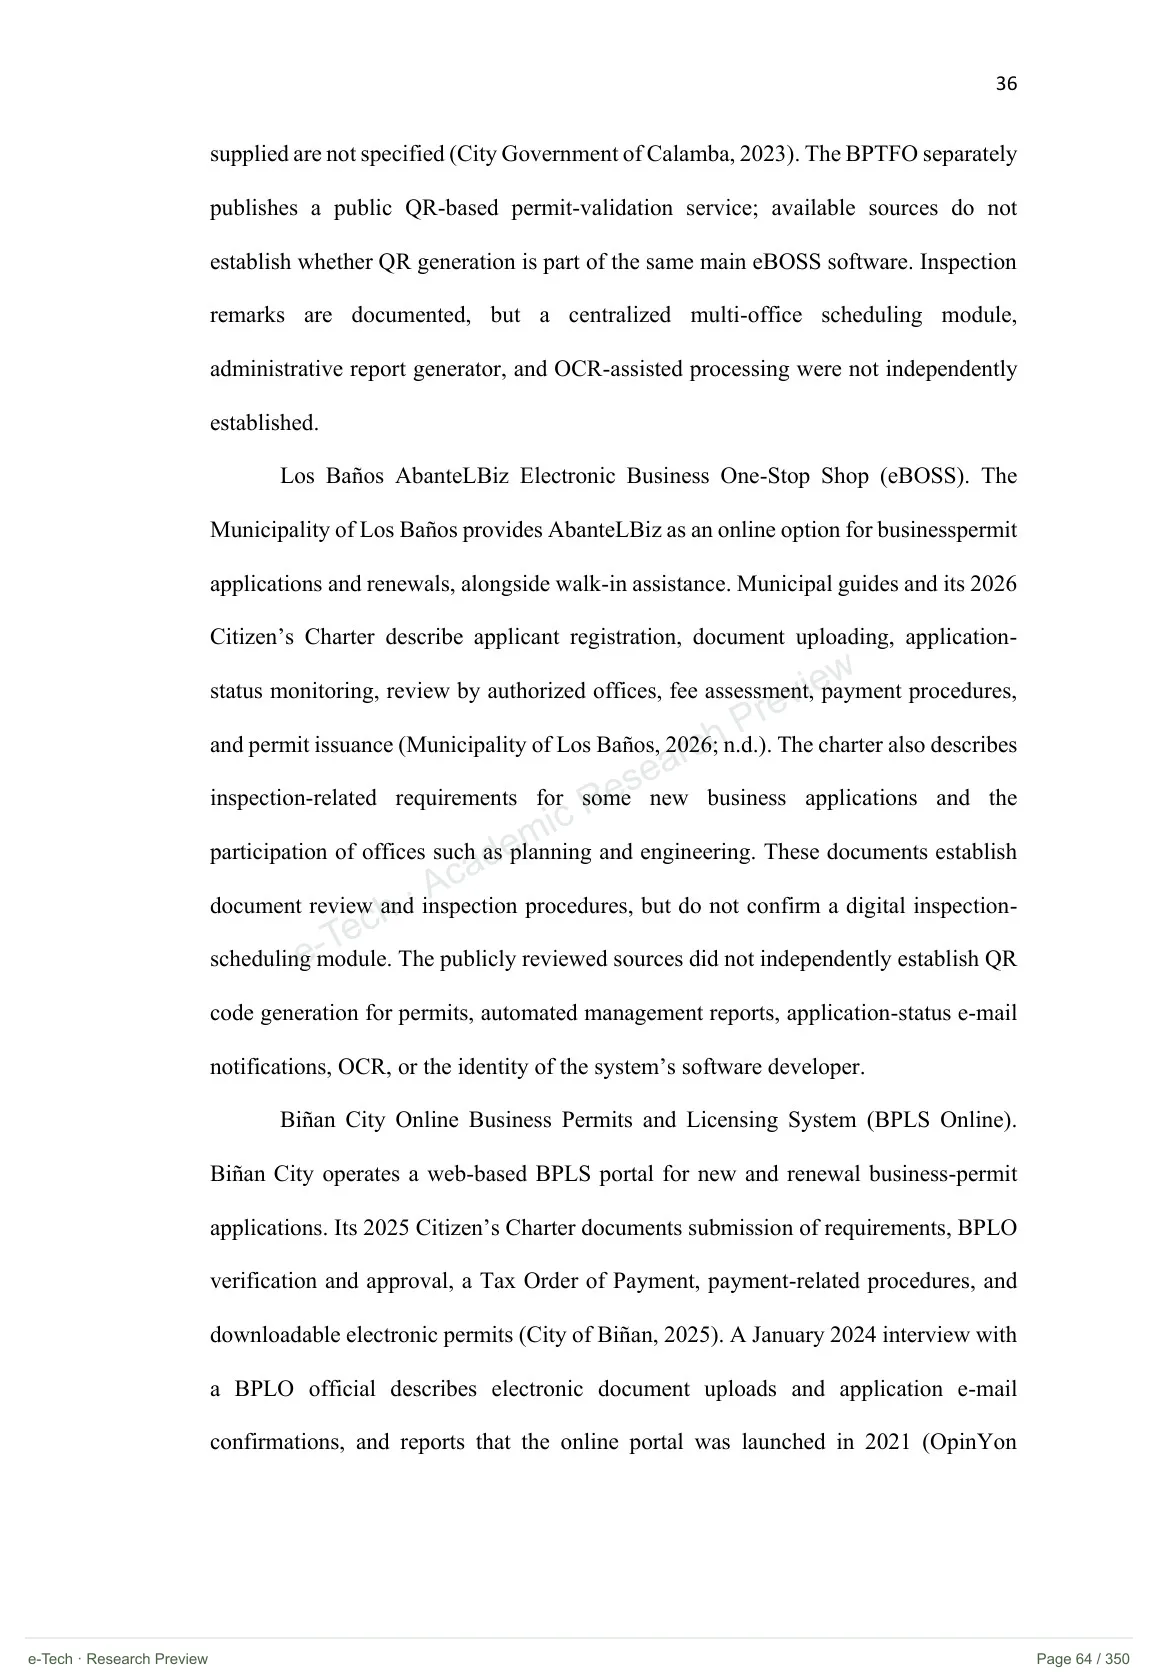 36
supplied are not specified (City Government of Calamba, 2023). The BPTFO separately
publishes a public QR-based permit-validation service; available sources do not
establish whether QR generation is part of the same main eBOSS software. Inspection
remarks are documented, but a centralized multi-office scheduling module,
administrative report generator, and OCR-assisted processing were not independently
established.
Los Baños AbanteLBiz Electronic Business One-Stop Shop (eBOSS). The
Municipality of Los Baños provides AbanteLBiz as an online option for businesspermit
applications and renewals, alongside walk-in assistance. Municipal guides and its 2026
Citizen’s Charter describe applicant registration, document uploading, application-
status monitoring, review by authorized offices, fee assessment, payment procedures,
and permit issuance (Municipality of Los Baños, 2026; n.d.). The charter also describes
inspection-related requirements for some new business applications and the
participation of offices such as planning and engineering. These documents establish
document review and inspection procedures, but do not confirm a digital inspection-
scheduling module. The publicly reviewed sources did not independently establish QR
code generation for permits, automated management reports, application-status e-mail
notifications, OCR, or the identity of the system’s software developer.
Biñan City Online Business Permits and Licensing System (BPLS Online).
Biñan City operates a web-based BPLS portal for new and renewal business-permit
applications. Its 2025 Citizen’s Charter documents submission of requirements, BPLO
verification and approval, a Tax Order of Payment, payment-related procedures, and
downloadable electronic permits (City of Biñan, 2025). A January 2024 interview with
a BPLO official describes electronic document uploads and application e-mail
confirmations, and reports that the online portal was launched in 2021 (OpinYon
e-Tech · Academic Research Preview
e-Tech · Research Preview
Page 64 / 350